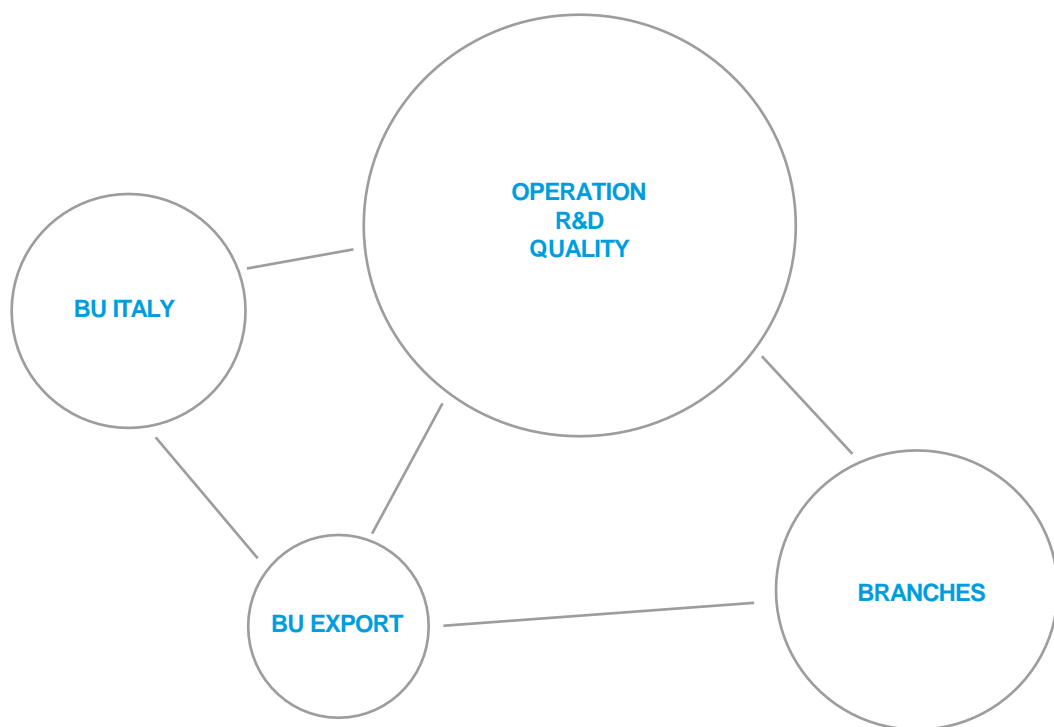 OPERATION
R&D
QUALITY
BU ITALY
BU EXPORT
BRANCHES